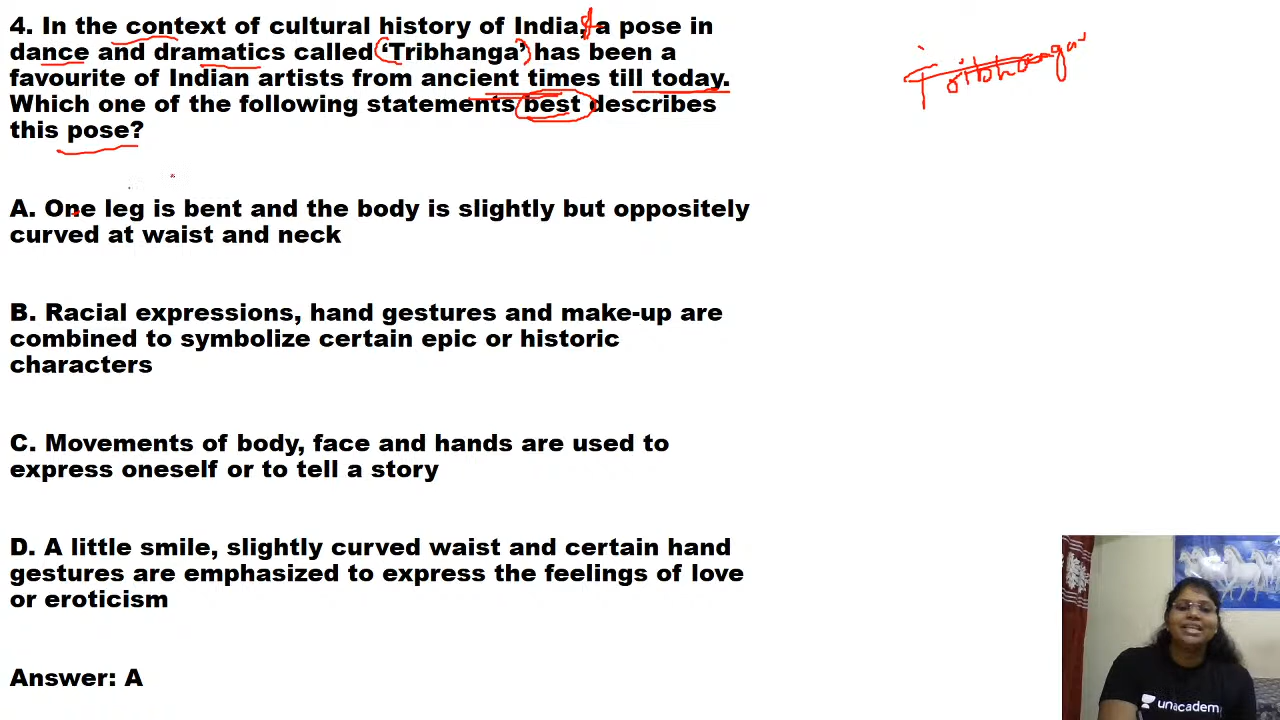 4. In the context of cultural history of India, a pose in
dance and dramatics called ‘Tribhanga’ has been a
favourite of Indian artists from ancient times till today.
Which one of the following statements best describes
this pose?
Tribhanga
A. One leg is bent and the body is slightly but oppositely
curved at waist and neck
B. Racial expressions, hand gestures and make-up are
combined to symbolize certain epic or historic
characters
C. Movements of body, face and hands are used to
express oneself or to tell a story
D. A little smile, slightly curved waist and certain hand
gestures are emphasized to express the feelings of love
or eroticism
Answer: A
unacademy